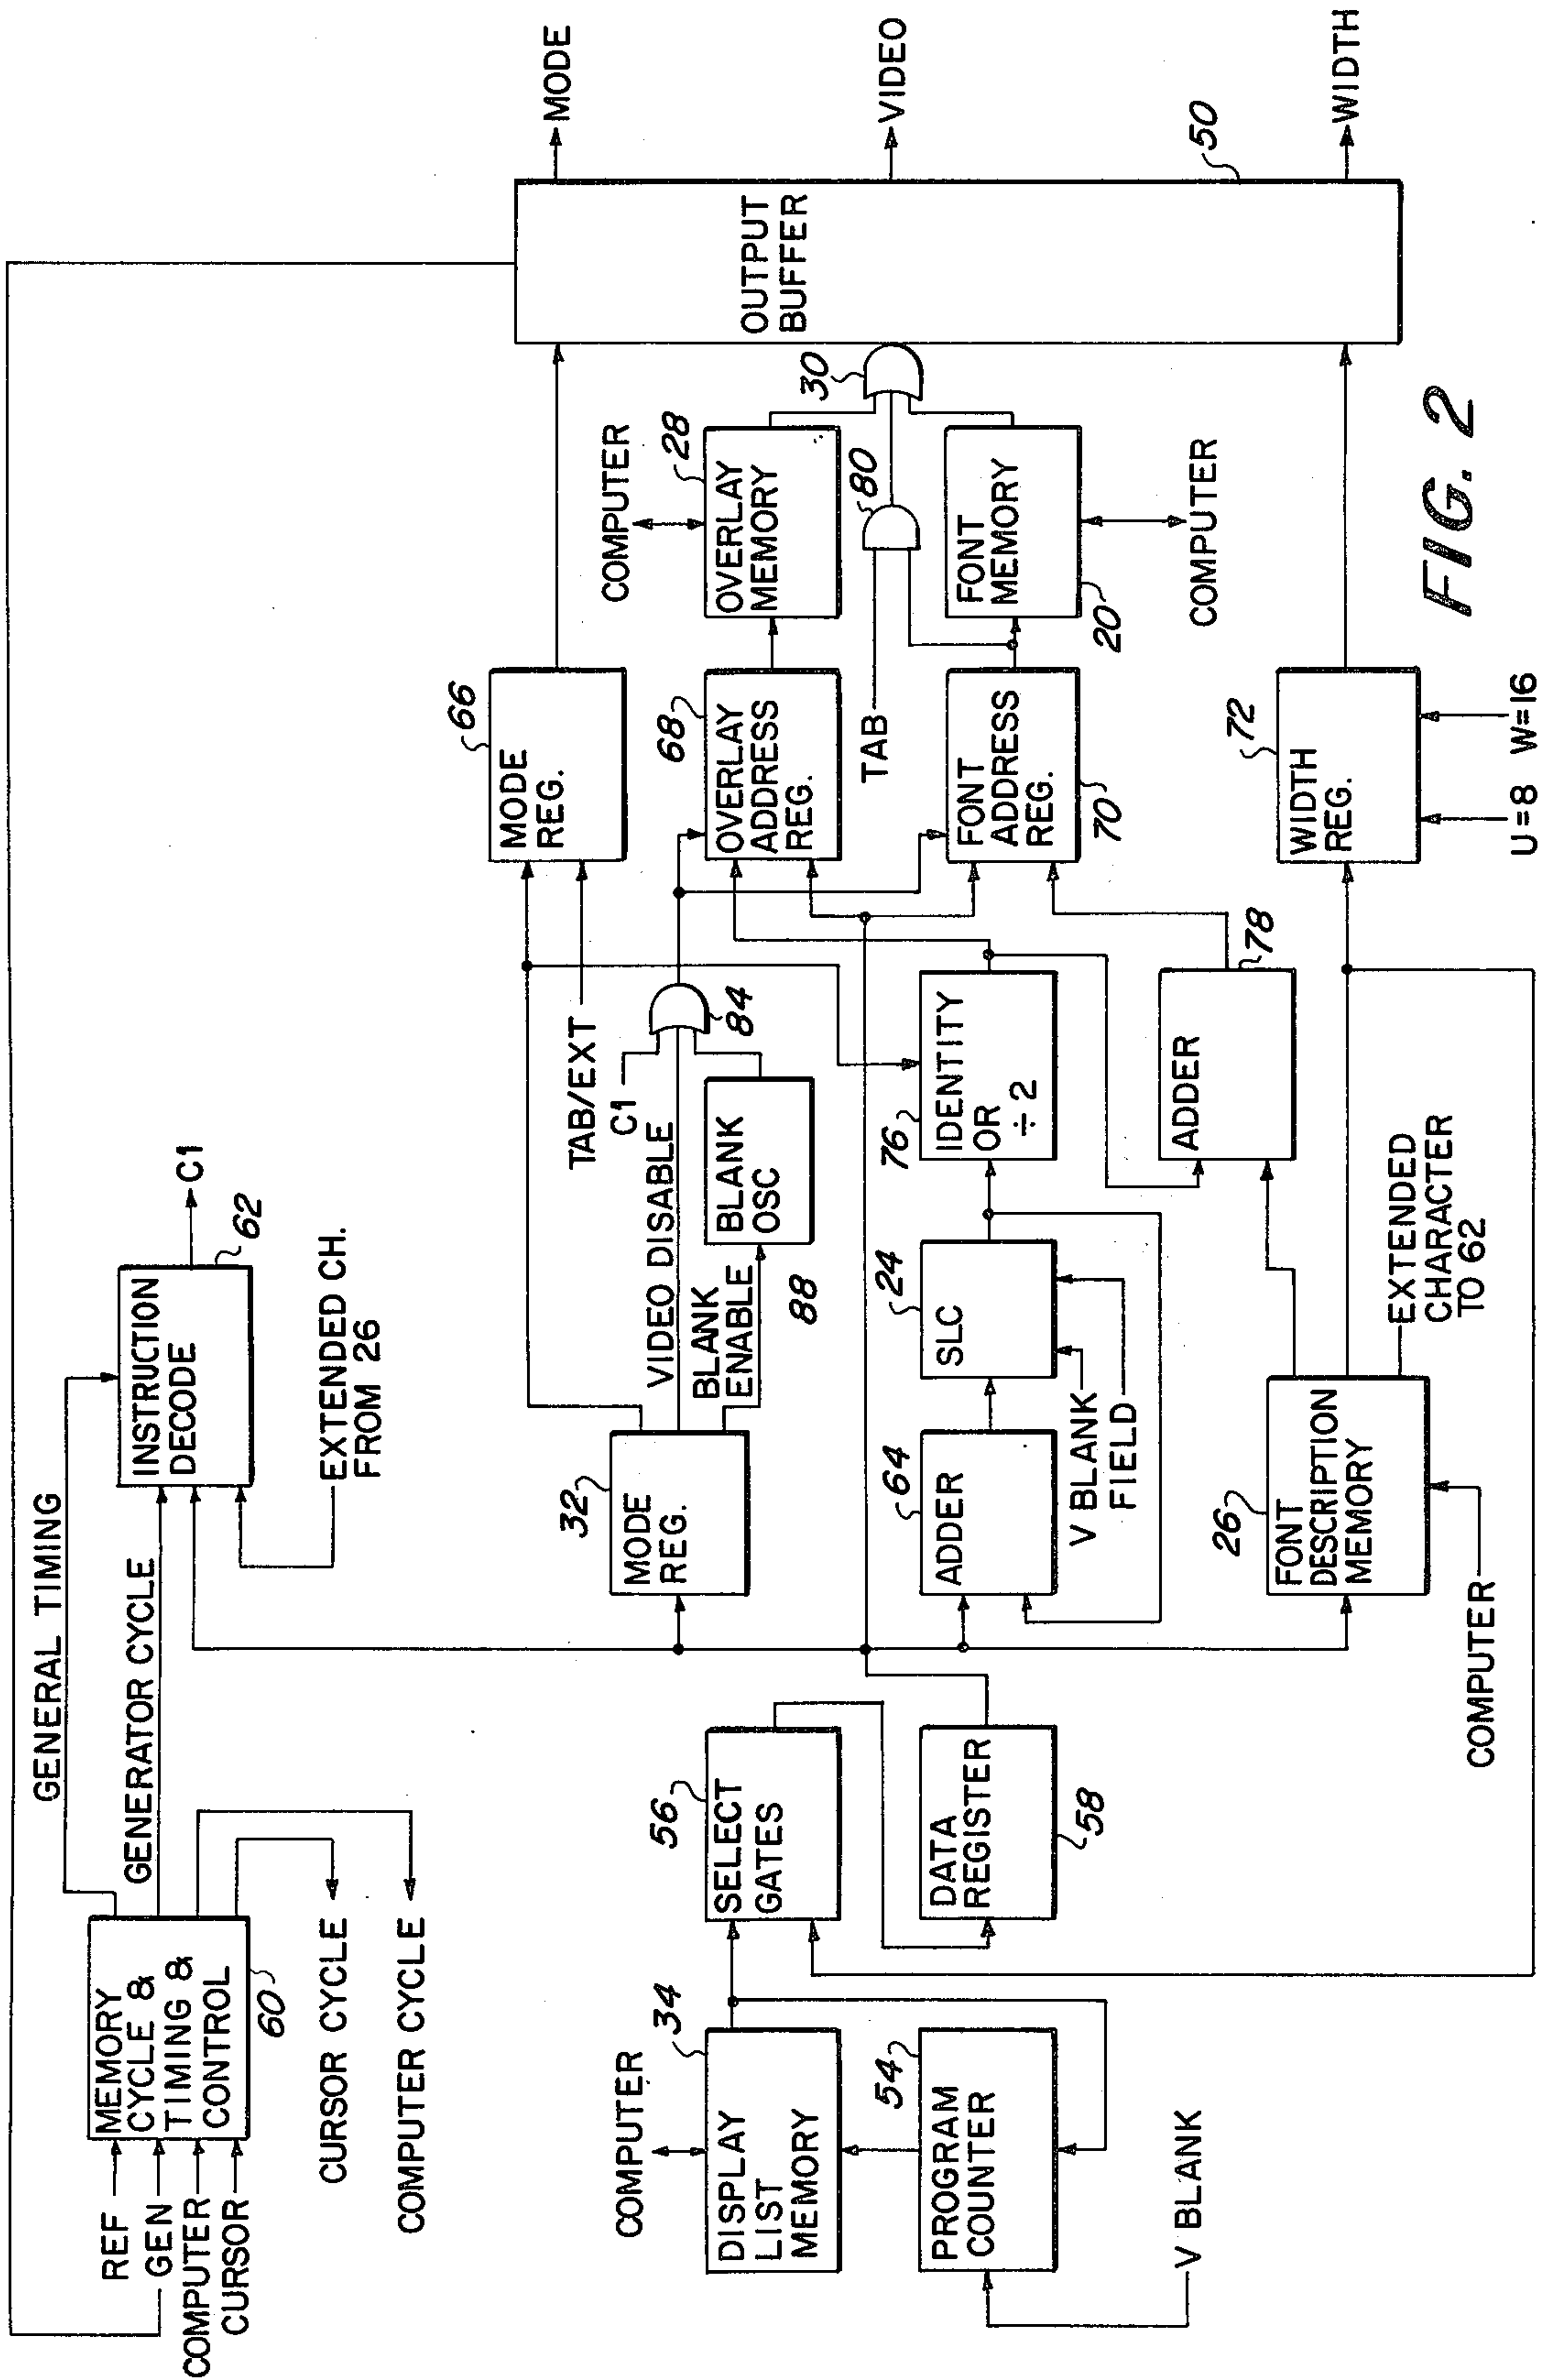 GENERAL TIMING
GENERATOR CYCLE
REF
GEN
COMPUTER
CURSOR
MEMORY
CYCLE &
TIMING &
CONTROL
60
CURSOR CYCLE
COMPUTER CYCLE
INSTRUCTION
DECODE
62
C1
EXTENDED CH.
FROM 26
COMPUTER
DISPLAY
LIST
MEMORY
34
PROGRAM
COUNTER
54
V BLANK
SELECT
GATES
56
DATA
REGISTER
58
MODE
REG.
32
VIDEO DISABLE
BLANK
ENABLE
BLANK
OSC
88
C1
84
TAB/EXT
ADDER
64
SLC
24
V BLANK
FIELD
IDENTITY
OR
÷ 2
76
FONT
DESCRIPTION
MEMORY
26
COMPUTER
EXTENDED
CHARACTER
TO 62
ADDER
78
MODE
REG.
66
OVERLAY
ADDRESS
REG.
68
FONT
ADDRESS
REG.
70
WIDTH
REG.
72
U=8 W=16
TAB
80
COMPUTER
OVERLAY
MEMORY
28
FONT
MEMORY
20
COMPUTER
30
OUTPUT
BUFFER
50
MODE
VIDEO
WIDTH
FIG. 2